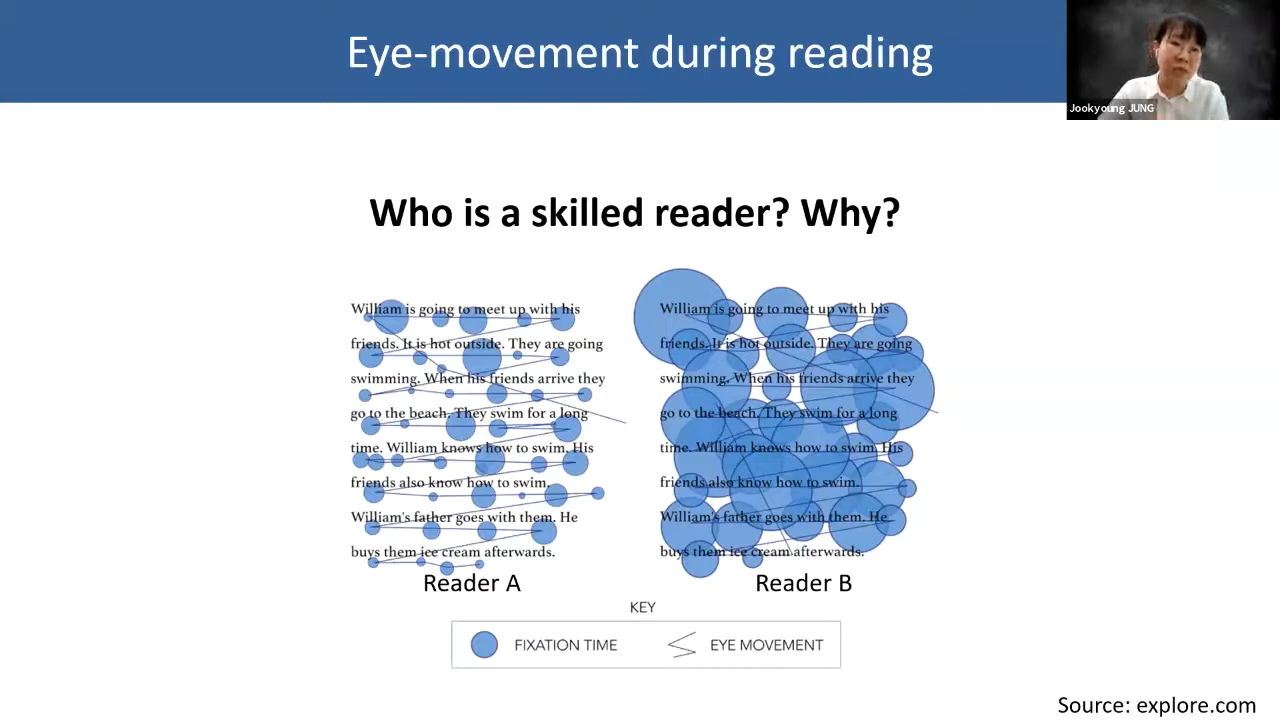 Eye-movement during reading
Jookyoung JUNG
Who is a skilled reader? Why?
William is going to meet up with his
friends. It is hot outside. They are going
swimming. When his friends arrive they
go to the beach. They swim for a long
time. William knows how to swim. His
friends also know how to swim.
William's father goes with them. He
buys them ice cream afterwards.
Reader A
William is going to meet up with his
friends. It is hot outside. They are going
swimming. When his friends arrive they
go to the beach. They swim for a long
time. William knows how to swim. His
friends also know how to swim.
William's father goes with them. He
buys them ice cream afterwards.
Reader B
KEY
FIXATION TIME
EYE MOVEMENT
Source: explore.com